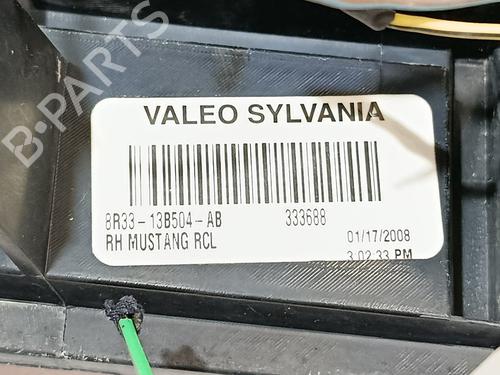 VALEO SYLVANIA
8R33-13B504-AB 333688
RH MUSTANG RCL 01/17/2008
3:02:33 PM
B-PARTS